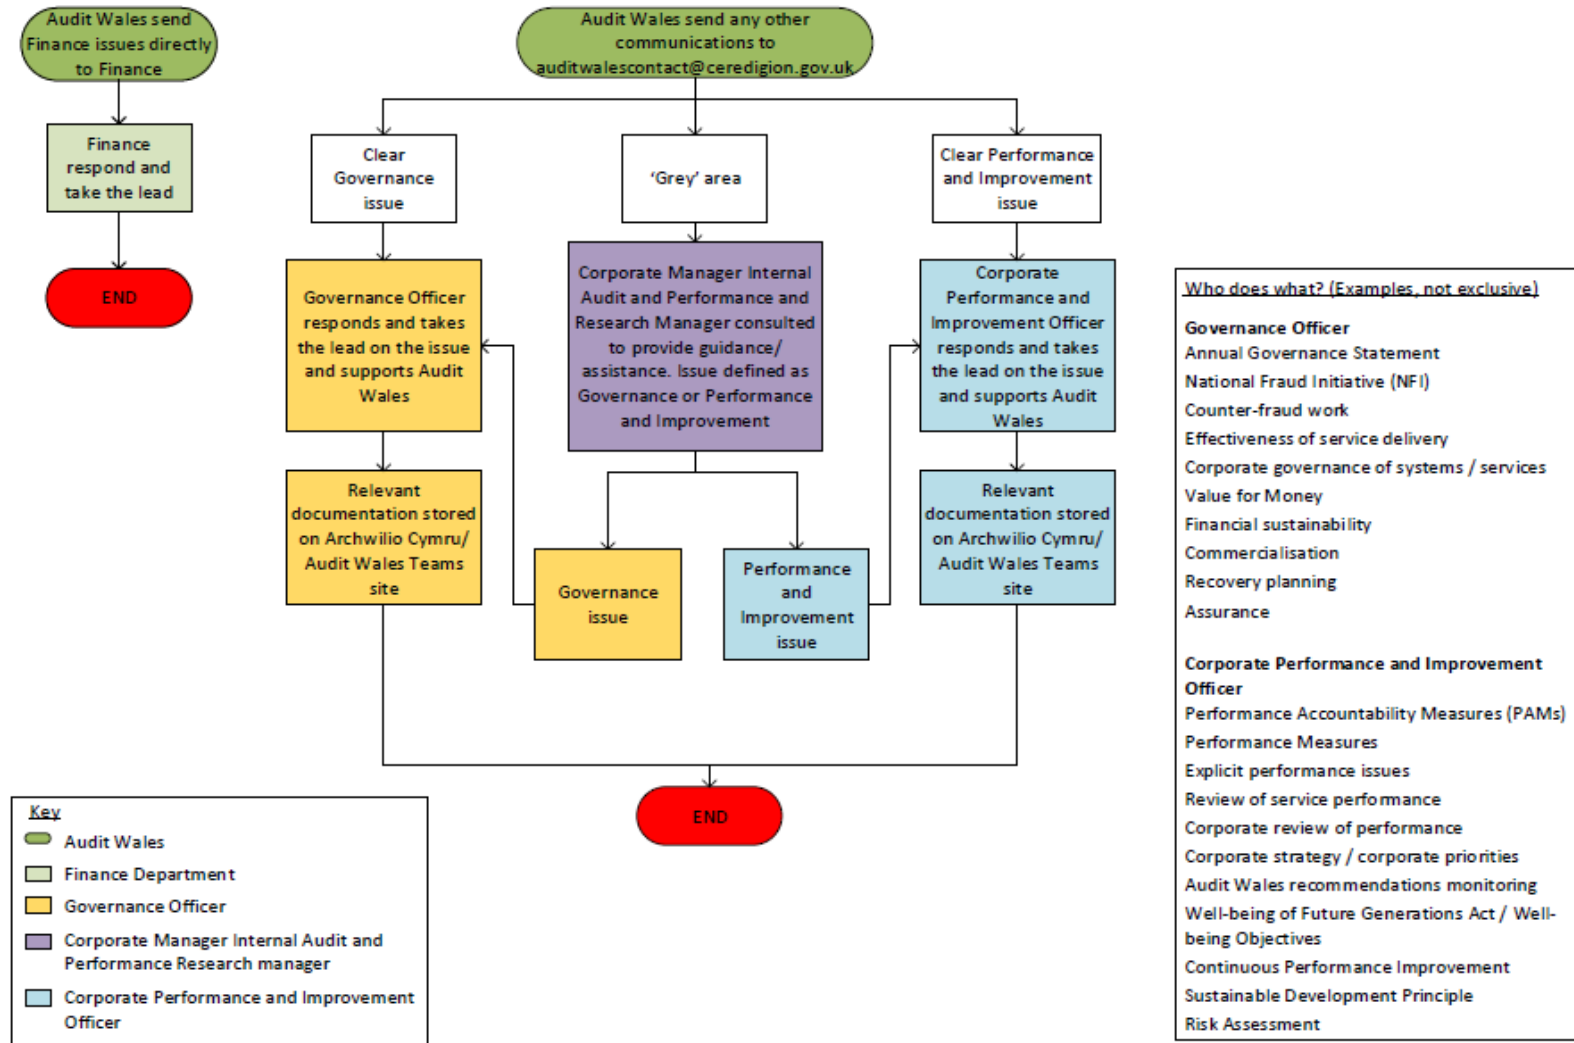 Audit Wales send
Finance issues directly
to Finance
Finance
respond and
take the lead
END
Audit Wales send any other
communications to
auditwalescontact@ceredigion.gov.uk
Clear
Governance
issue
‘Grey’ area
Clear Performance
and Improvement
issue
Governance Officer
responds and takes
the lead on the issue
and supports Audit
Wales
Corporate Manager Internal
Audit and Performance and
Research Manager consulted
to provide guidance/
assistance. Issue defined as
Governance or Performance
and Improvement
Corporate
Performance and
Improvement Officer
responds and takes
the lead on the issue
and supports Audit
Wales
Relevant
documentation stored
on Archwilio Cymru/
Audit Wales Teams
site
Governance
issue
Performance
and
Improvement
issue
Relevant
documentation stored
on Archwilio Cymru/
Audit Wales Teams
site
END
Key
Audit Wales
Finance Department
Governance Officer
Corporate Manager Internal Audit and
Performance Research manager
Corporate Performance and Improvement
Officer
Who does what? (Examples, not exclusive)
Governance Officer
Annual Governance Statement
National Fraud Initiative (NFI)
Counter-fraud work
Effectiveness of service delivery
Corporate governance of systems / services
Value for Money
Financial sustainability
Commercialisation
Recovery planning
Assurance
Corporate Performance and Improvement
Officer
Performance Accountability Measures (PAMs)
Performance Measures
Explicit performance issues
Review of service performance
Corporate review of performance
Corporate strategy / corporate priorities
Audit Wales recommendations monitoring
Well-being of Future Generations Act / Well-
being Objectives
Continuous Performance Improvement
Sustainable Development Principle
Risk Assessment